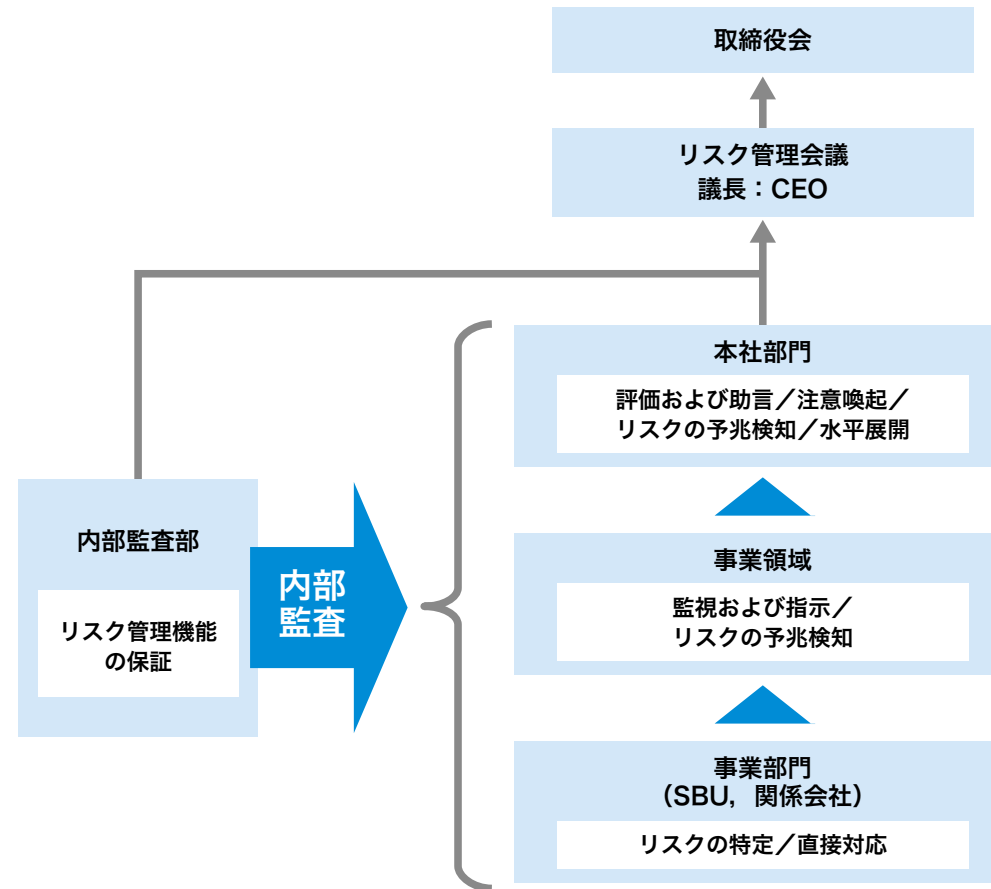 取締役会
リスク管理会議
議長：CEO
本社部門
評価および助言／注意喚起／
リスクの予兆検知／水平展開
内部監査部
リスク管理機能
の保証
内部
監査
事業領域
監視および指示／
リスクの予兆検知
事業部門
（SBU，関係会社）
リスクの特定／直接対応